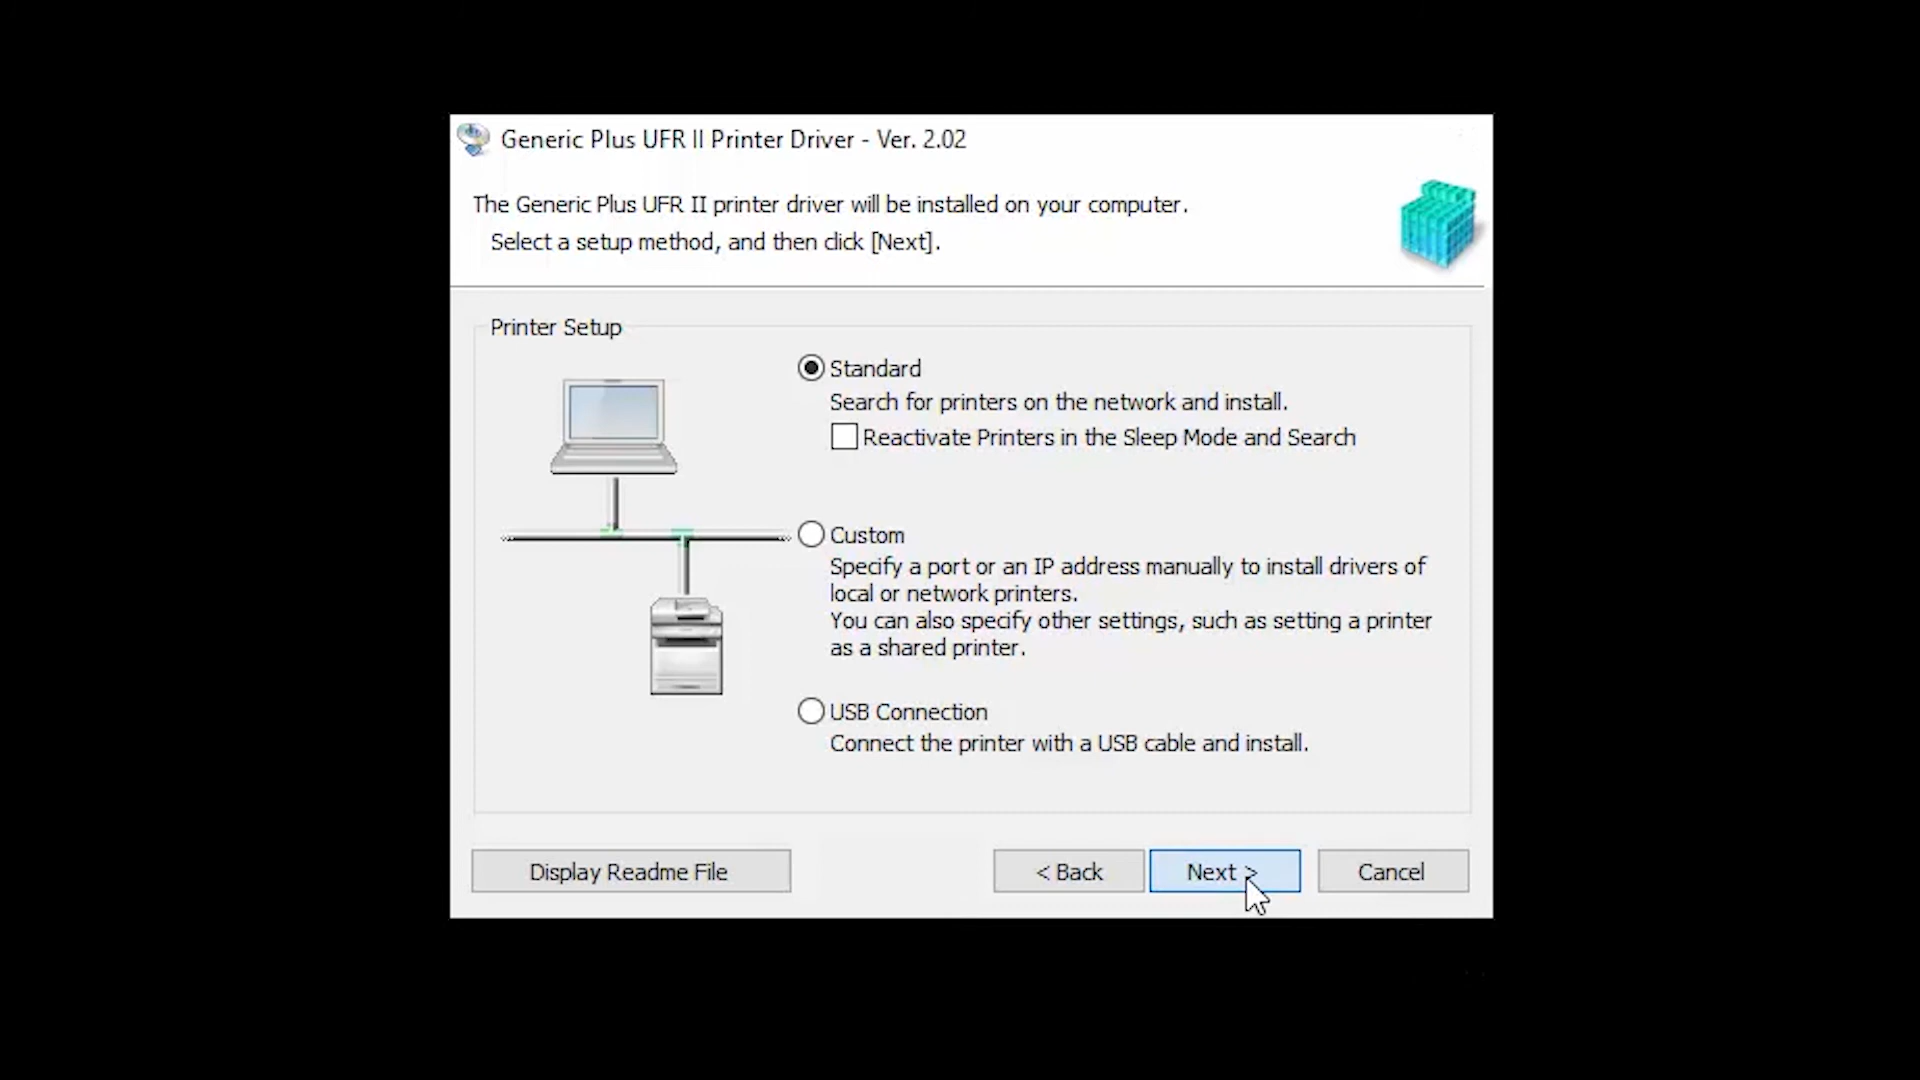 Generic Plus UFR II Printer Driver - Ver. 2.02
The Generic Plus UFR II printer driver will be installed on your computer.
Select a setup method, and then click [Next].
Printer Setup
Standard
Search for printers on the network and install.
Reactivate Printers in the Sleep Mode and Search
Custom
Specify a port or an IP address manually to install drivers of
local or network printers.
You can also specify other settings, such as setting a printer
as a shared printer.
USB Connection
Connect the printer with a USB cable and install.
Display Readme File
< Back
Next >
Cancel